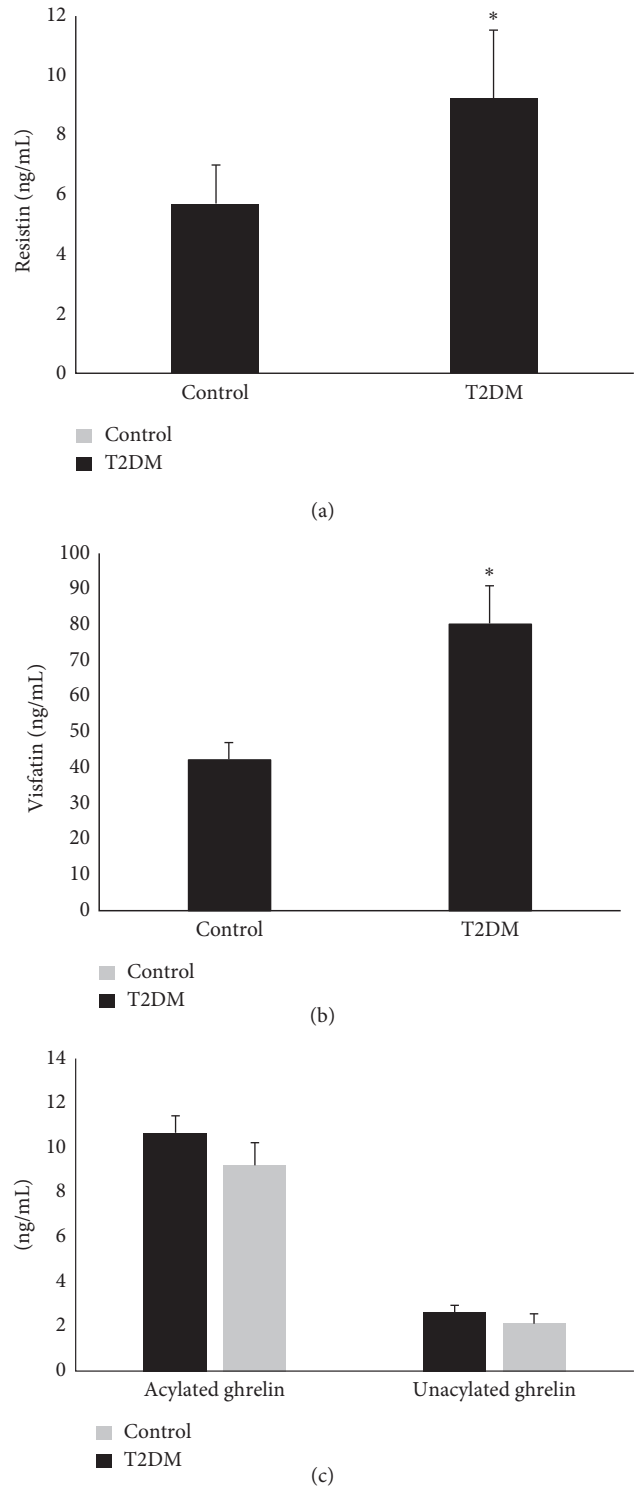 12
10
8
6
4
2
0
Resistin (ng/mL)
*
Control
T2DM
Control
T2DM
(a)
100
90
80
70
60
50
40
30
20
10
0
Visfatin (ng/mL)
*
Control
T2DM
Control
T2DM
(b)
14
12
10
8
6
4
2
0
(ng/mL)
Acylated ghrelin
Unacylated ghrelin
Control
T2DM
(c)